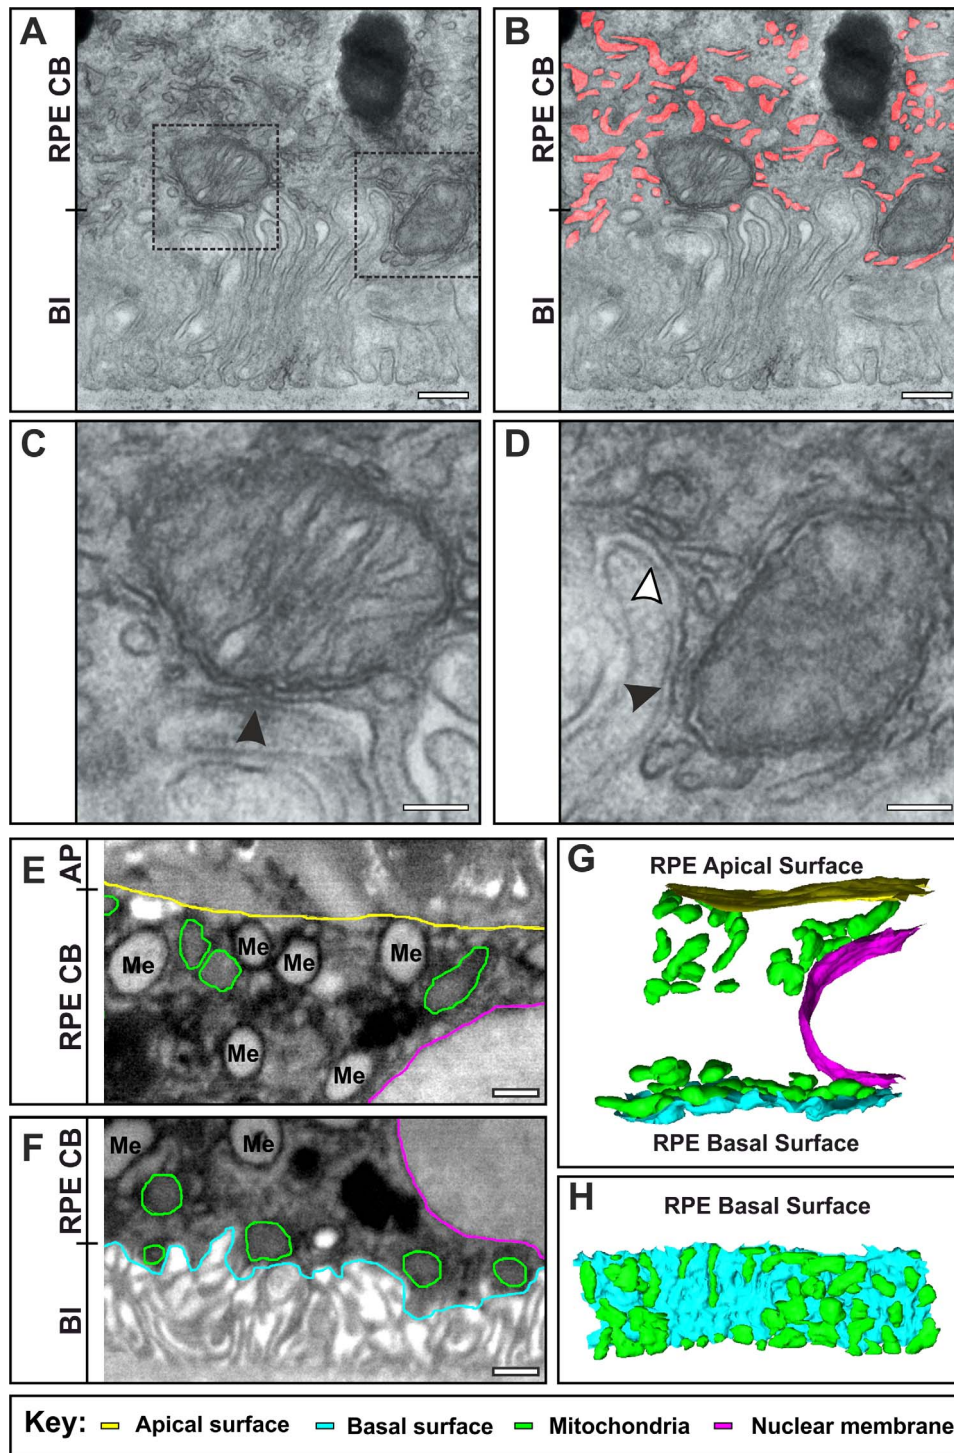 A
RPE CB
BI
B
RPE CB
BI
C
D
E
AP
RPE CB
Me
Me
Me
Me
Me
Me
F
RPE CB
BI
Me
Me
G
RPE Apical Surface
RPE Basal Surface
H
RPE Basal Surface
Key: Apical surface Basal surface Mitochondria Nuclear membrane